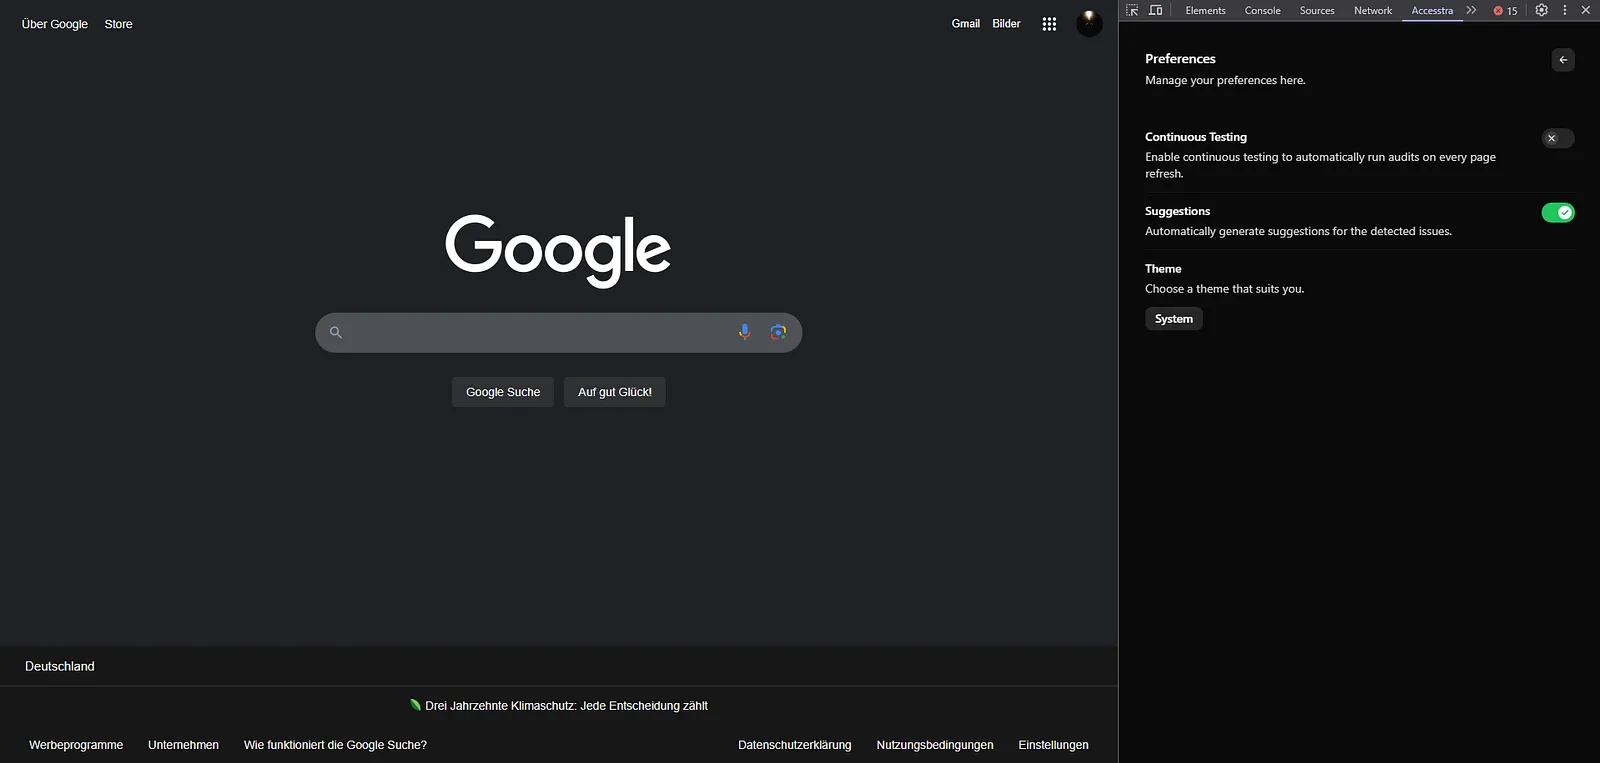 Über Google
Store
Gmail
Bilder
Google
Google Suche
Auf gut Glück!
Deutschland
Drei Jahrzehnte Klimaschutz: Jede Entscheidung zählt
Werbeprogramme
Unternehmen
Wie funktioniert die Google Suche?
Datenschutzerklärung
Nutzungsbedingungen
Einstellungen
Elements
Console
Sources
Network
Accesstra
15
Preferences
Manage your preferences here.
Continuous Testing
Enable continuous testing to automatically run audits on every page
refresh.
Suggestions
Automatically generate suggestions for the detected issues.
Theme
Choose a theme that suits you.
System